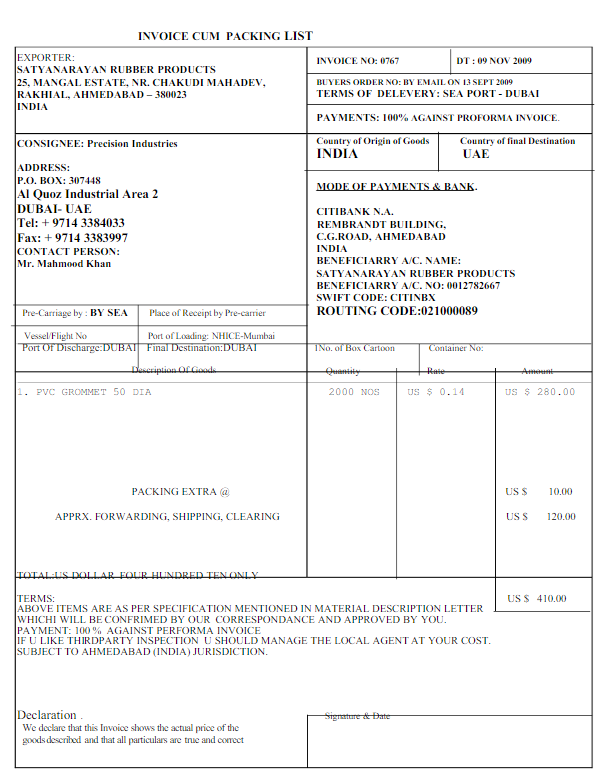 INVOICE CUM PACKING LIST
EXPORTER:
SATYANARAYAN RUBBER PRODUCTS
25, MANGAL ESTATE, NR. CHAKUDI MAHADEV,
RAKHIAL, AHMEDABAD – 380023
INDIA
INVOICE NO: 0767 DT : 09 NOV 2009
BUYERS ORDER NO: BY EMAIL ON 13 SEPT 2009
TERMS OF DELEVERY: SEA PORT - DUBAI
PAYMENTS: 100% AGAINST PROFORMA INVOICE.
CONSIGNEE: Precision Industries
ADDRESS:
P.O. BOX: 307448
Al Quoz Industrial Area 2
DUBAI- UAE
Tel: + 9714 3384033
Fax: + 9714 3383997
CONTACT PERSON:
Mr. Mahmood Khan
Country of Origin of Goods Country of final Destination
INDIA UAE
MODE OF PAYMENTS & BANK.
CITIBANK N.A.
REMBRANDT BUILDING,
C.G.ROAD, AHMEDABAD
INDIA
BENEFICIARRY A/C. NAME:
SATYANARAYAN RUBBER PRODUCTS
BENEFICIARRY A/C. NO: 0012782667
SWIFT CODE: CITINBX
ROUTING CODE:021000089
Pre-Carriage by : BY SEA Place of Receipt by Pre-carrier
Vessel/Flight No Port of Loading: NHICE-Mumbai
Port Of Discharge:DUBAI Final Destination:DUBAI 1No. of Box Cartoon Container No:
Description Of Goods Quantity Rate Amount
1. PVC GROMMET 50 DIA 2000 NOS US $ 0.14 US $ 280.00
PACKING EXTRA @ US $ 10.00
APPRX. FORWARDING, SHIPPING, CLEARING US $ 120.00
TOTAL:US DOLLAR FOUR HUNDRED TEN ONLY
US $ 410.00
TERMS:
ABOVE ITEMS ARE AS PER SPECIFICATION MENTIONED IN MATERIAL DESCRIPTION LETTER
WHICHI WILL BE CONFRIMED BY OUR CORRESPONDANCE AND APPROVED BY YOU.
PAYMENT: 100 % AGAINST PERFORMA INVOICE
IF U LIKE THIRDPARTY INSPECTION U SHOULD MANAGE THE LOCAL AGENT AT YOUR COST.
SUBJECT TO AHMEDABAD (INDIA) JURISDICTION.
Declaration .
We declare that this Invoice shows the actual price of the
goods described and that all particulars are true and correct
Signature & Date